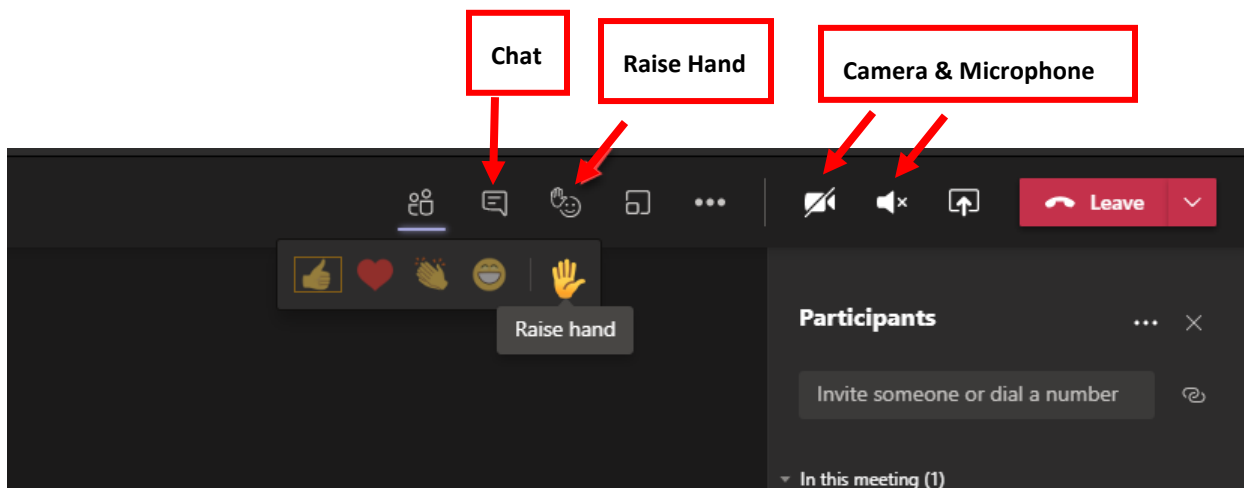 Chat
Raise Hand
Camera & Microphone
Leave
Raise hand
Participants
Invite someone or dial a number
In this meeting (1)